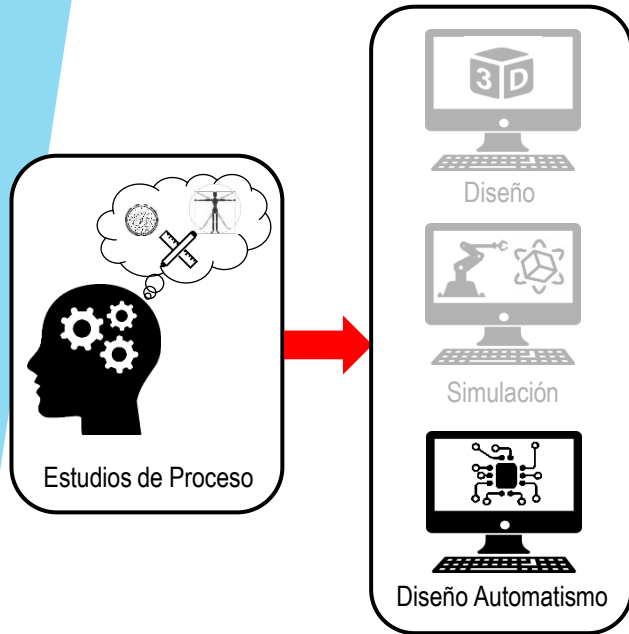 3D
Diseño
Simulación
Estudios de Proceso
Diseño Automatismo